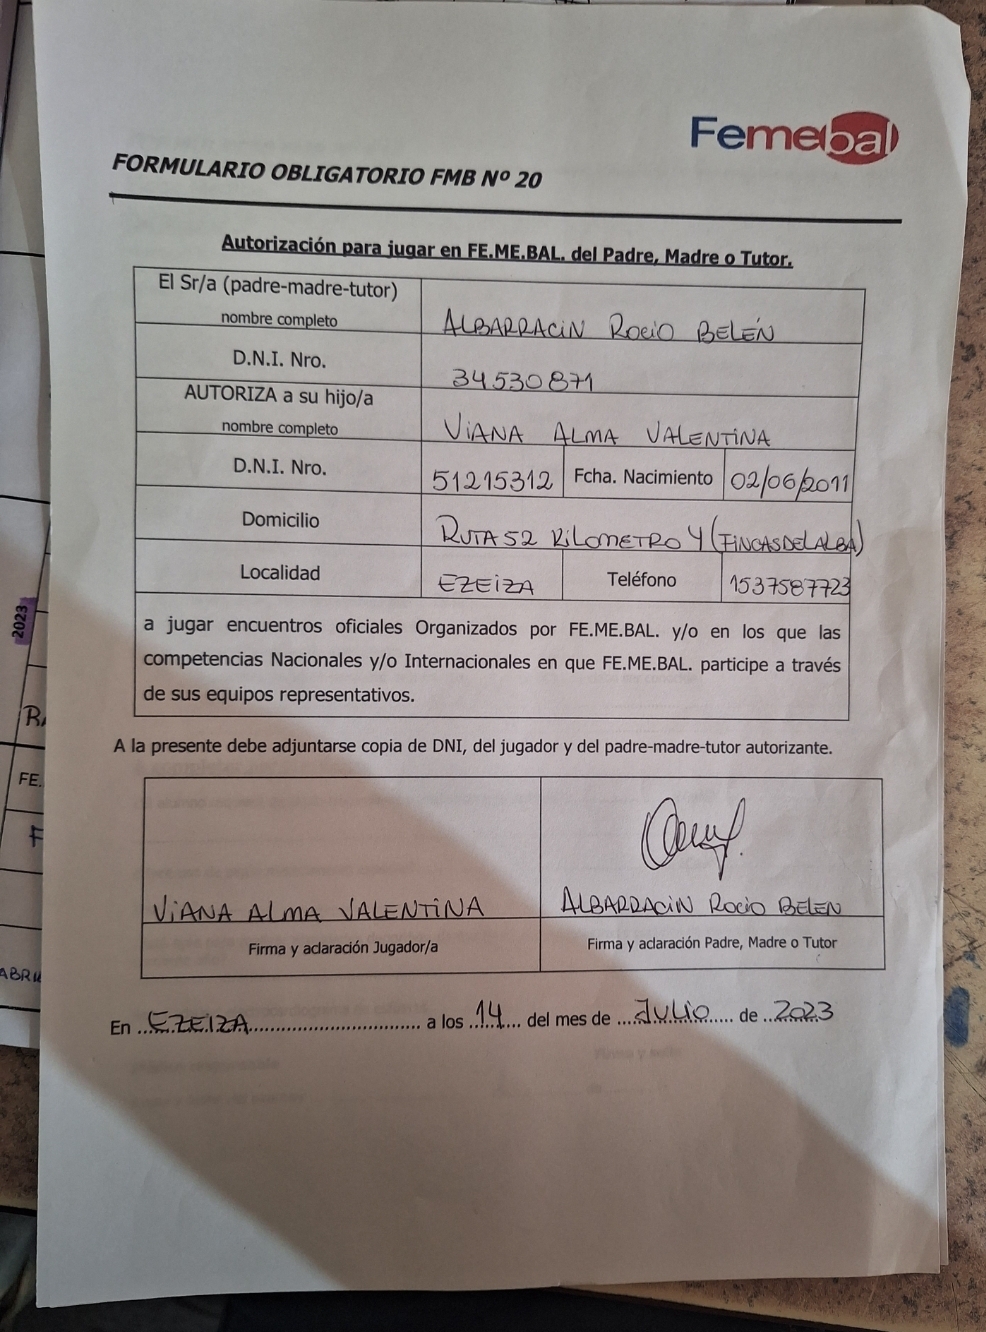 Femebal
FORMULARIO OBLIGATORIO FMB Nº 20
Autorización para jugar en FE.ME.BAL. del Padre, Madre o Tutor.
El Sr/a (padre-madre-tutor)
nombre completo
ALBARRACIN ROCIO BELÉN
D.N.I. Nro.
34530871
AUTORIZA a su hijo/a
nombre completo
VIANA ALMA VALENTINA
D.N.I. Nro.
51215312
Fcha. Nacimiento
02/06/2011
Domicilio
RUTA 52 KILOMETRO 4 (FINCAS DEL ALBA)
Localidad
EZEIZA
Teléfono
1537587723
a jugar encuentros oficiales Organizados por FE.ME.BAL. y/o en los que las
competencias Nacionales y/o Internacionales en que FE.ME.BAL. participe a través
de sus equipos representativos.
A la presente debe adjuntarse copia de DNI, del jugador y del padre-madre-tutor autorizante.
VIANA ALMA VALENTINA
ALBARRACIN ROCIO BELEN
Firma y aclaración Jugador/a
Firma y aclaración Padre, Madre o Tutor
En ..EZEIZA............................... a los .14.... del mes de ....JULIO..... de ..2023
2023
FE.